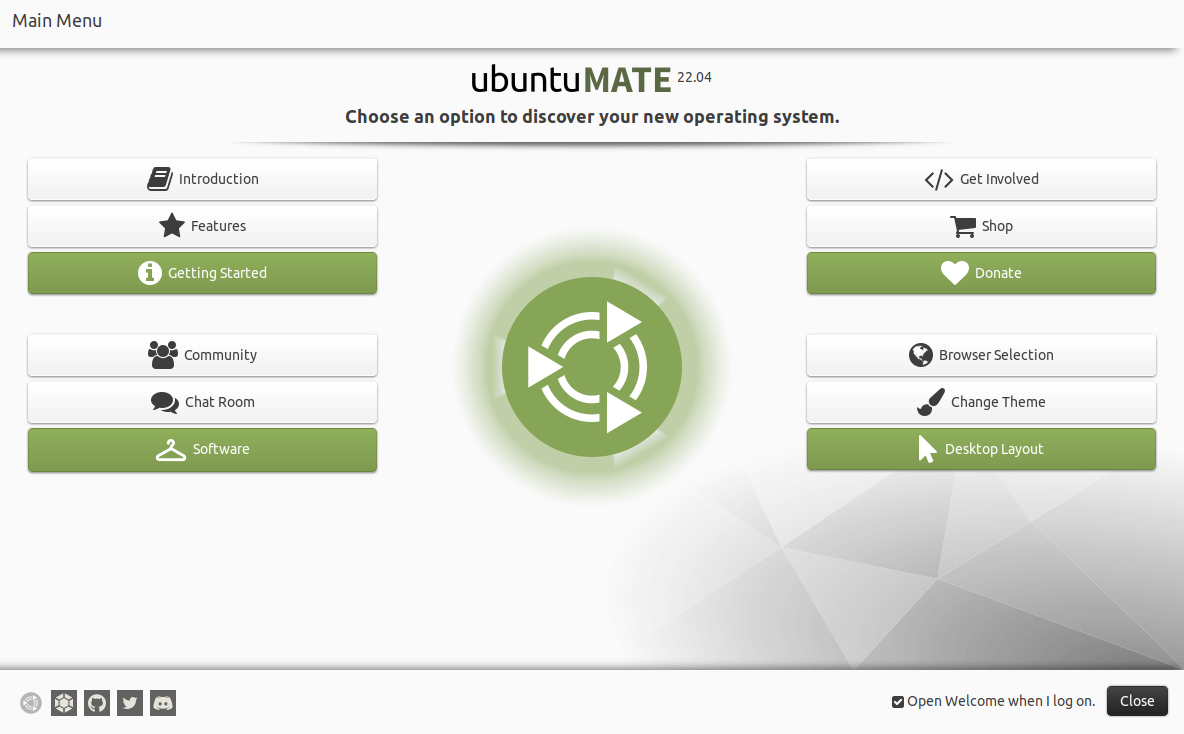 Main Menu
ubuntuMATE 22.04
Choose an option to discover your new operating system.
Introduction
Features
Getting Started
Community
Chat Room
Software
Get Involved
Shop
Donate
Browser Selection
Change Theme
Desktop Layout
Open Welcome when I log on.
Close